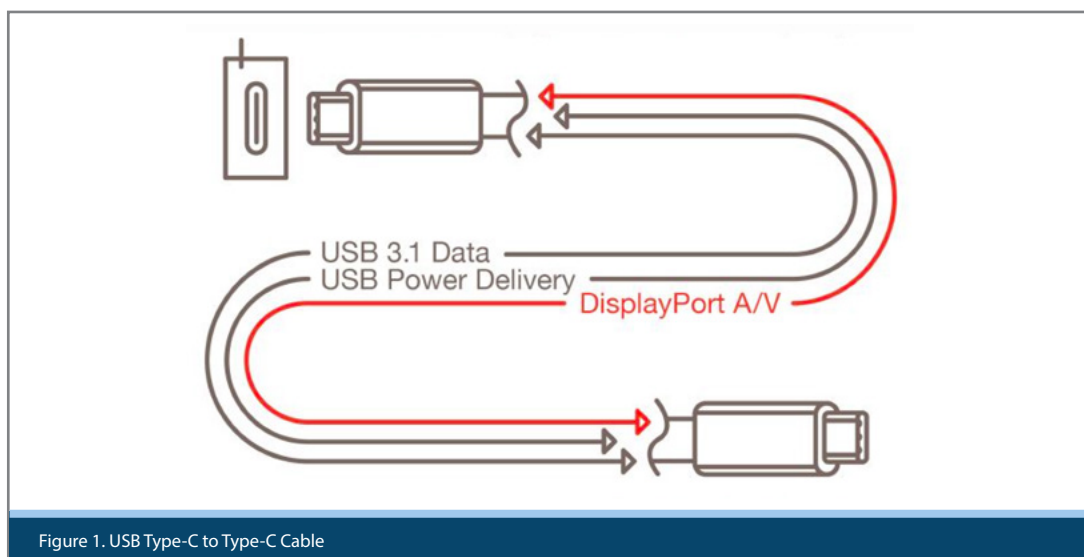 USB 3.1 Data
USB Power Delivery
DisplayPort A/V
Figure 1. USB Type-C to Type-C Cable